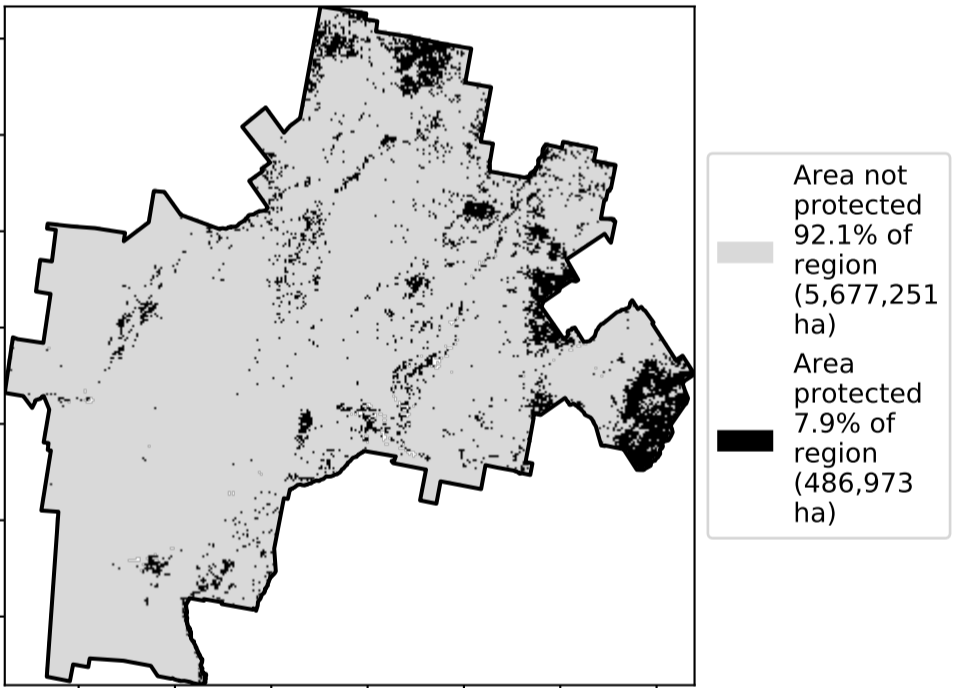 Area not
protected
92.1% of
region
(5,677,251
ha)
Area
protected
7.9% of
region
(486,973
ha)